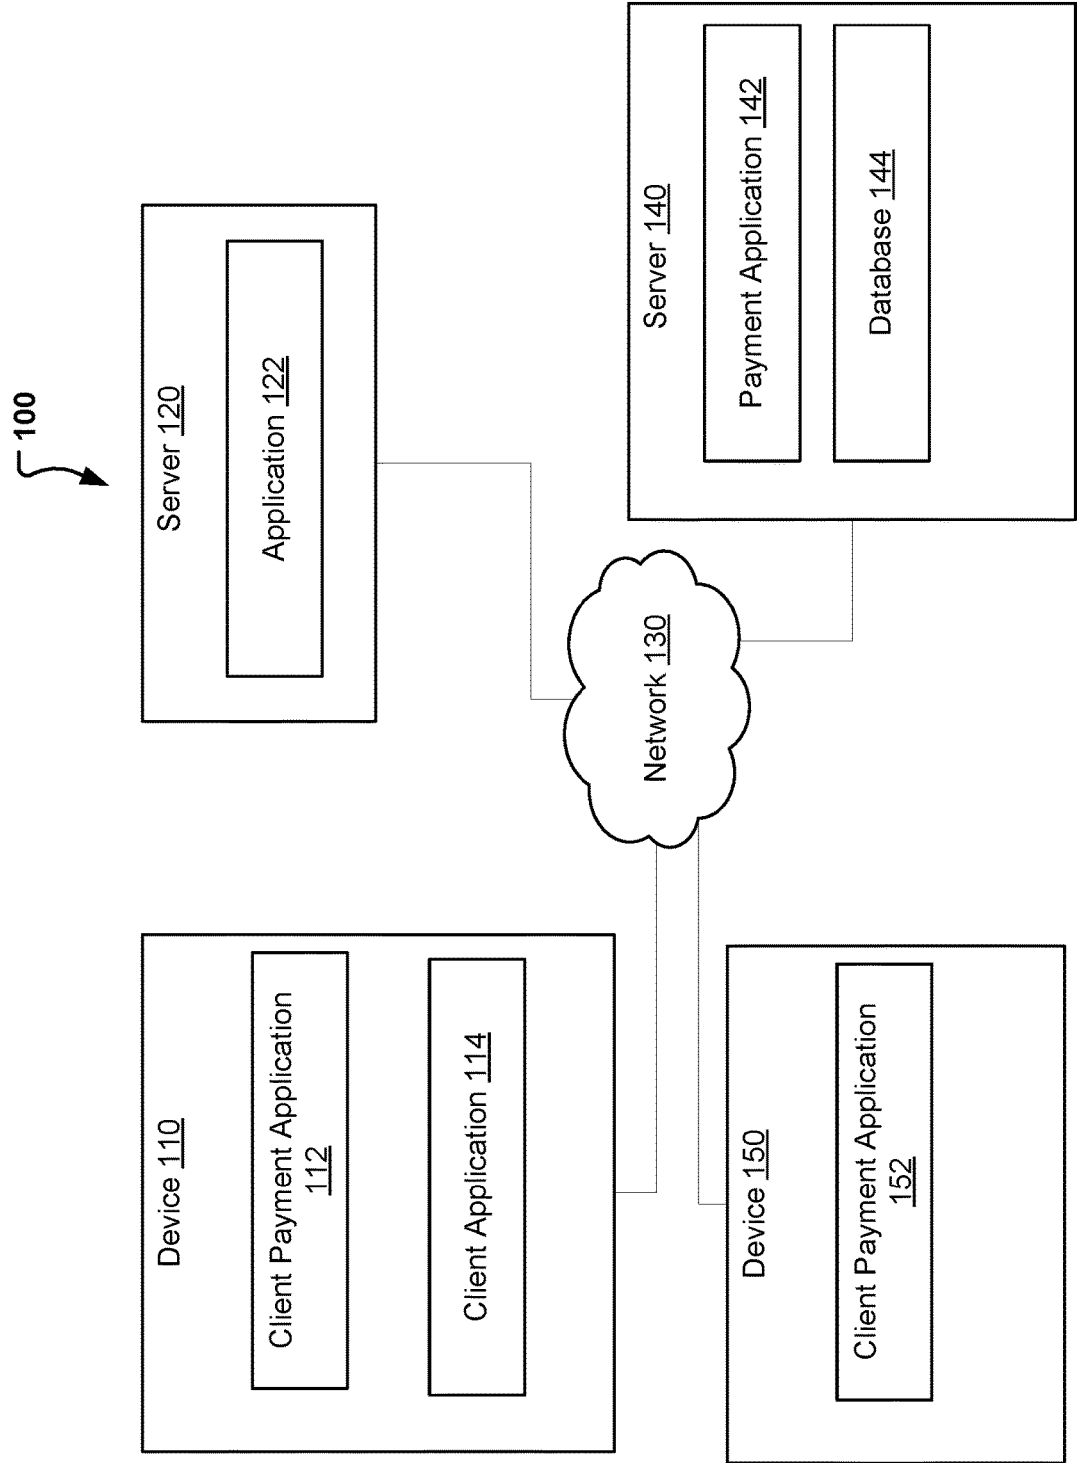 100
Device 110
Client Payment Application
112
Client Application 114
Server 120
Application 122
Network 130
Device 150
Client Payment Application
152
Server 140
Payment Application 142
Database 144